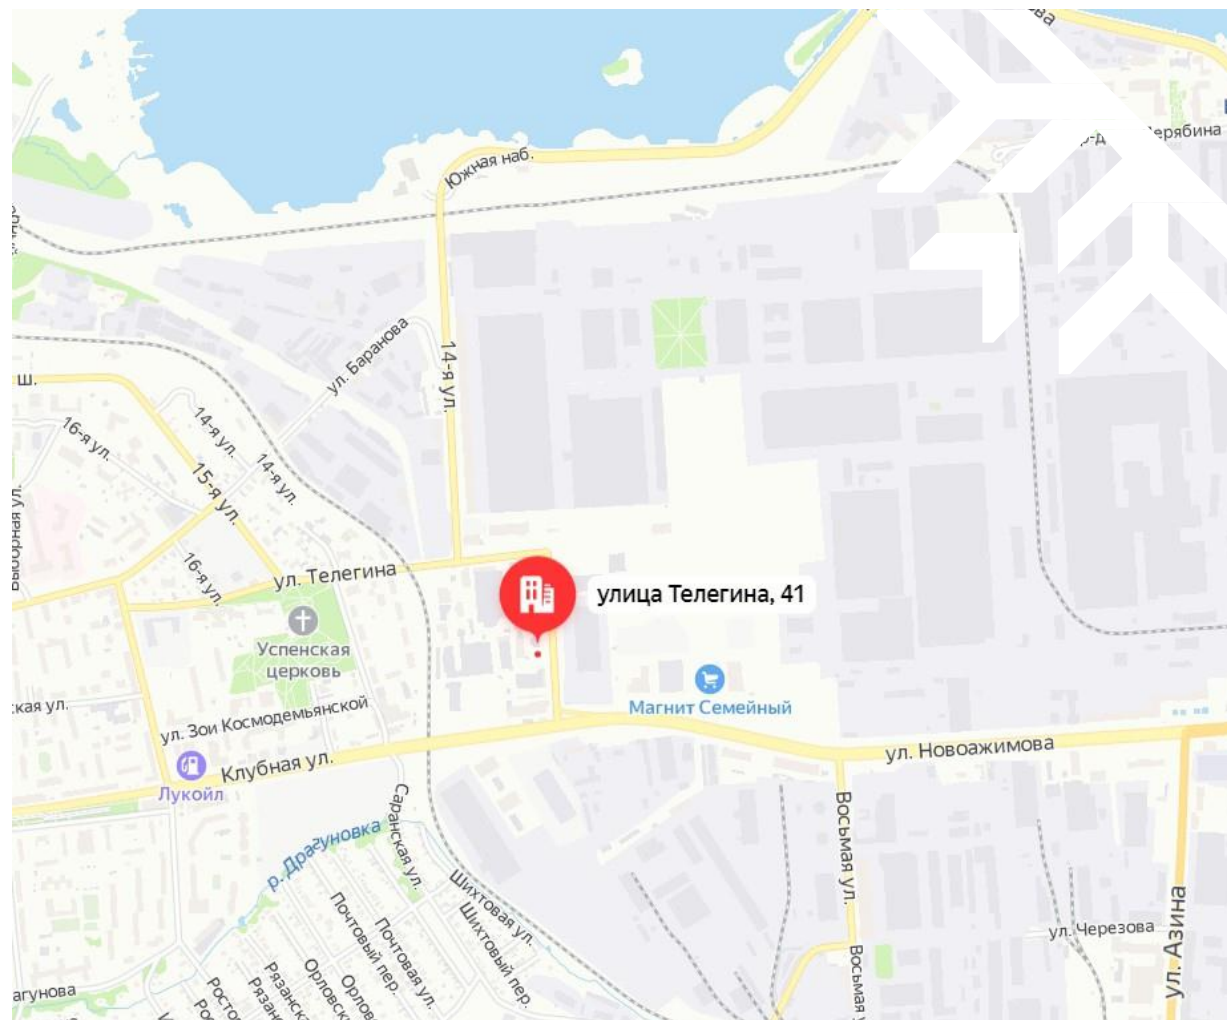 Южная наб.
ул. Баранова
14-я ул.
Ш.
14-я ул.
16-я ул.
14-я ул.
15-я ул.
16-я ул.
ул. Телегина
улица Телегина, 41
Успенская
церковь
Магнит Семейный
ул. Зои Космодемьянской
ул. Новоажимова
Клубная ул.
Лукойл
Восьмая ул.
Саранская ул.
р. Драгуновка
Шихтовая ул.
Шихтовый пер.
Почтовый пер.
Почтовая ул.
ул. Черезова
ул. Азина